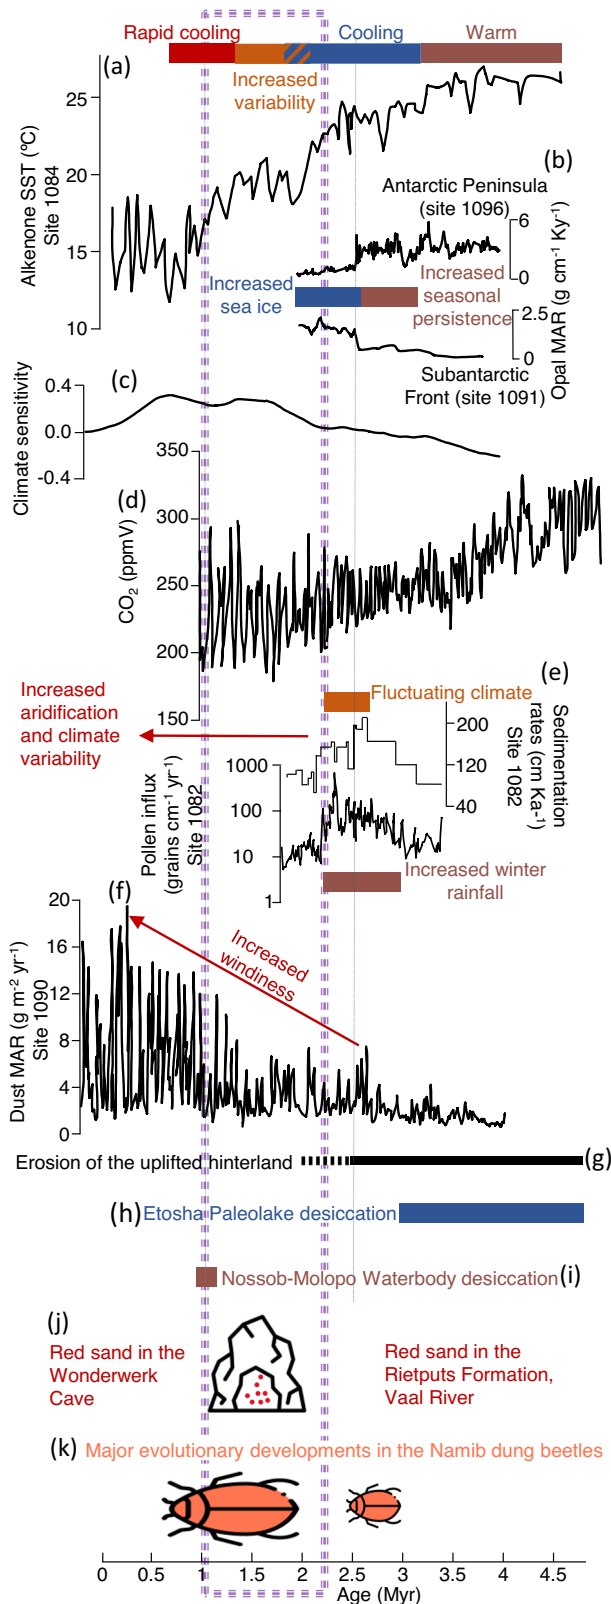 Rapid cooling
Cooling
Warm
(a)
Increased
variability
25
20
15
10
Alkenone SST (ºC)
Site 1084
(b)
Antarctic Peninsula
(site 1096)
6
0
Increased
sea ice
Increased
seasonal
persistence
2.5
0
Opal MAR (g cm⁻¹ Ky⁻¹)
Subantarctic
Front (site 1091)
(c)
0.4
0.0
-0.4
Climate sensitivity
(d)
350
300
250
200
150
CO₂ (ppmV)
(e)
Fluctuating climate
Increased
aridification
and climate
variability
200
120
40
Sedimentation
rates (cm Ka-¹)
Site 1082
1000
100
10
1
Pollen influx
(grains cm⁻¹ yr¹)
Site 1082
Increased winter
rainfall
(f)
20
16
12
8
4
0
Dust MAR (g m⁻² yr¹)
Site 1090
Increased
windiness
Erosion of the uplifted hinterland
(g)
(h) Etosha Paleolake desiccation
Nossob-Molopo Waterbody desiccation (i)
(j)
Red sand in the
Wonderwerk
Cave
Red sand in the
Rietputs Formation,
Vaal River
(k) Major evolutionary developments in the Namib dung beetles
0 0.5 1 1.5 2 2.5 3 3.5 4 4.5
Age (Myr)